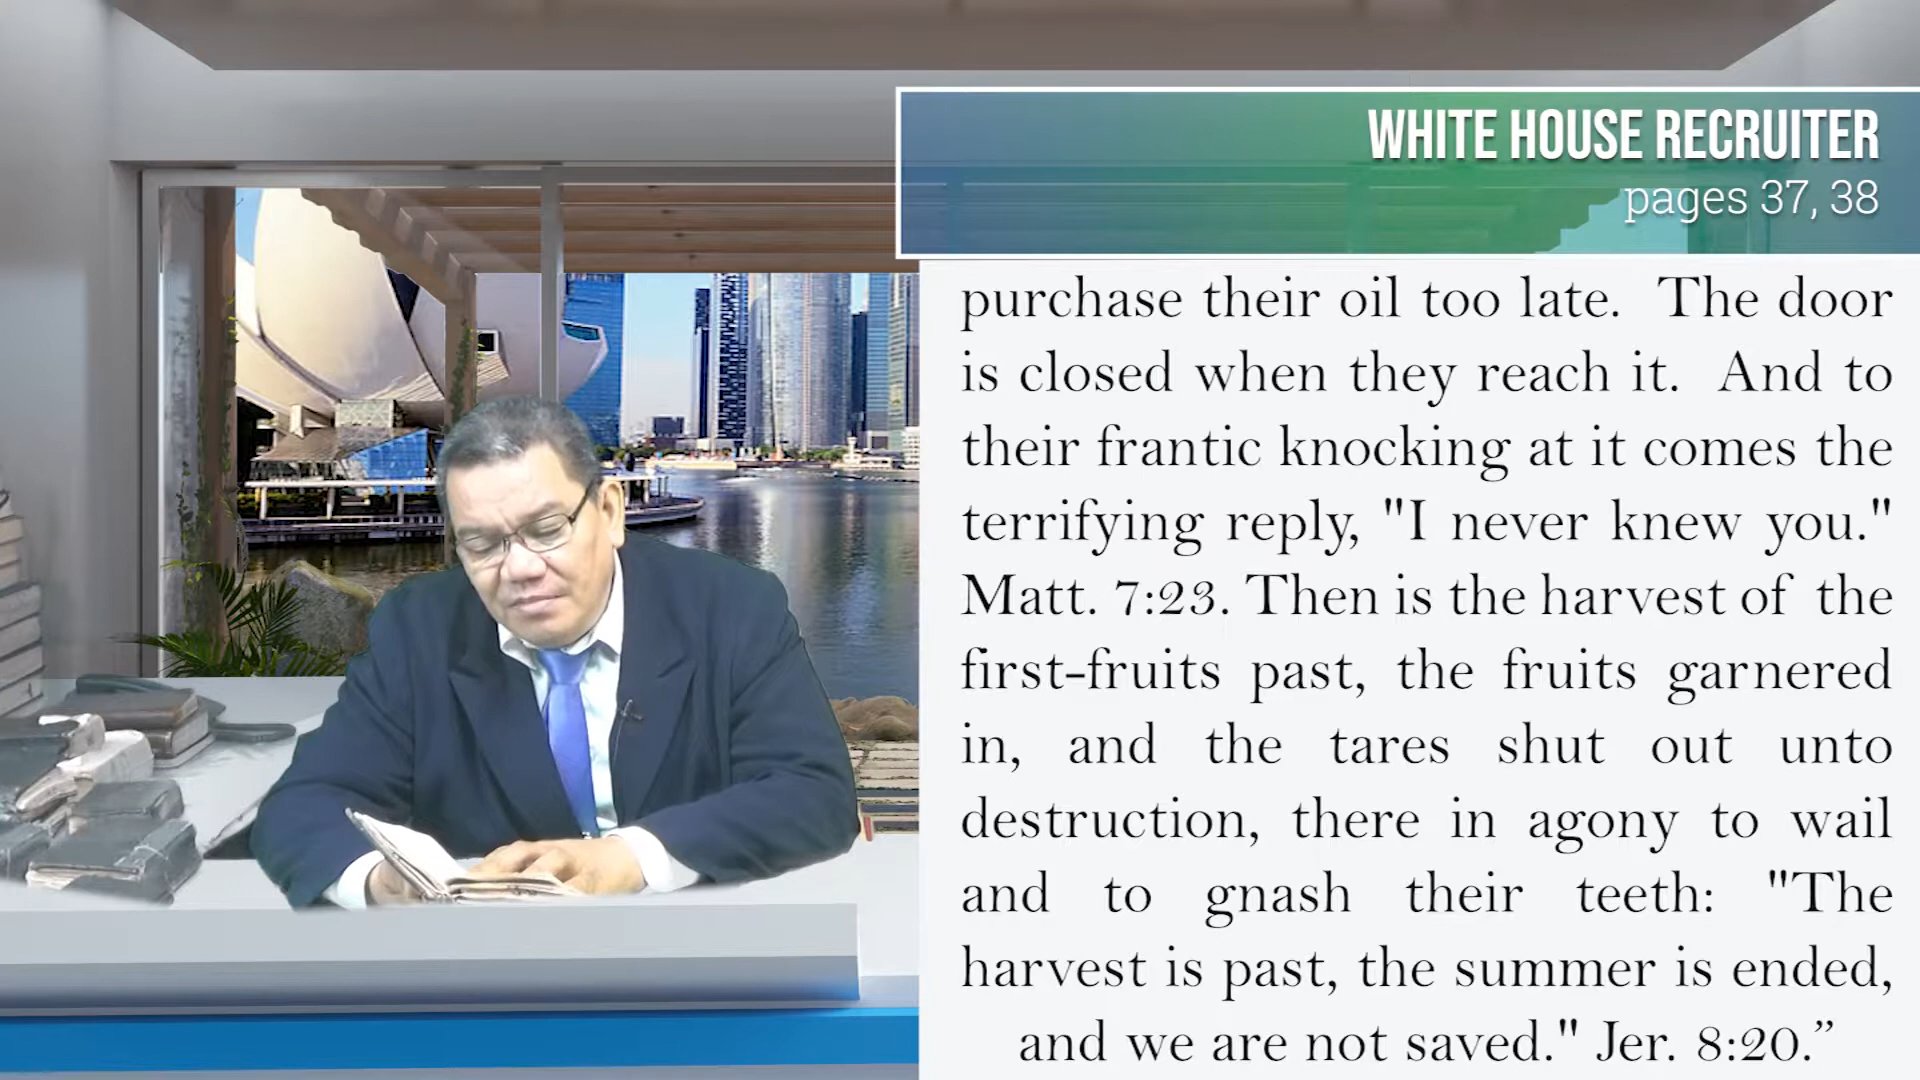 WHITE HOUSE RECRUITER
pages 37, 38
purchase their oil too late. The door
is closed when they reach it. And to
their frantic knocking at it comes the
terrifying reply, "I never knew you."
Matt. 7:23. Then is the harvest of the
first-fruits past, the fruits garnered
in, and the tares shut out unto
destruction, there in agony to wail
and to gnash their teeth: "The
harvest is past, the summer is ended,
and we are not saved." Jer. 8:20.”